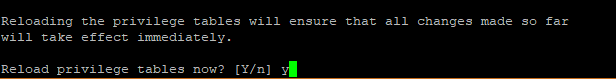 Reloading the privilege tables will ensure that all changes made so far
will take effect immediately.
Reload privilege tables now? [Y/n] y